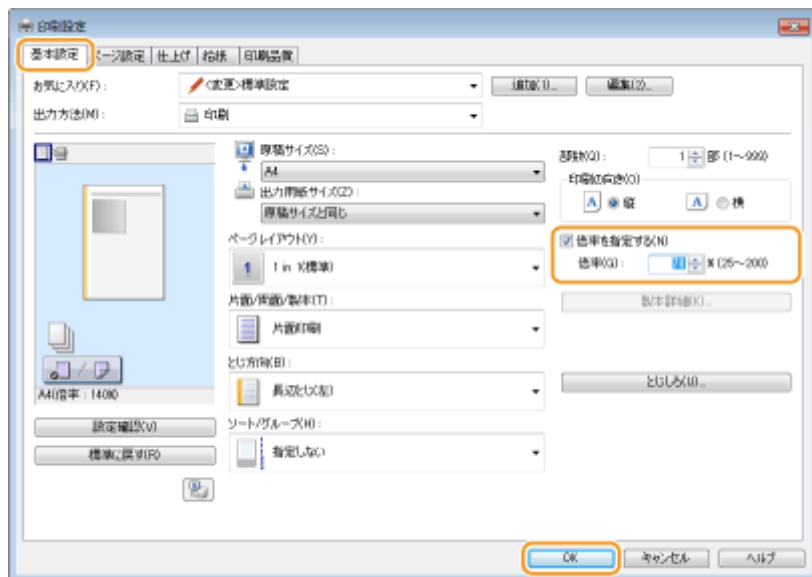 印刷設定
基本設定 ページ設定 仕上げ 給紙 印刷品質
お気に入り(F): <変更>標準設定 追加(1)... 編集(2)...
出力方法(M): 印刷
原稿サイズ(S):
A4
出力用紙サイズ(Z):
原稿サイズと同じ
ページレイアウト(Y):
1 in 1(標準)
片面/両面/製本(T):
片面印刷
とじ方向(B):
長辺とじ(左)
ソート/グループ(H):
指定しない
部数(Q): 1 部 (1~999)
印刷の向き(O)
A 縦 A 横
倍率を指定する(N)
倍率(G): % (25~200)
製本詳細(K)...
とじしろ(U)...
A4(倍率: 140%)
設定確認(V)
標準に戻す(R)
OK キャンセル ヘルプ